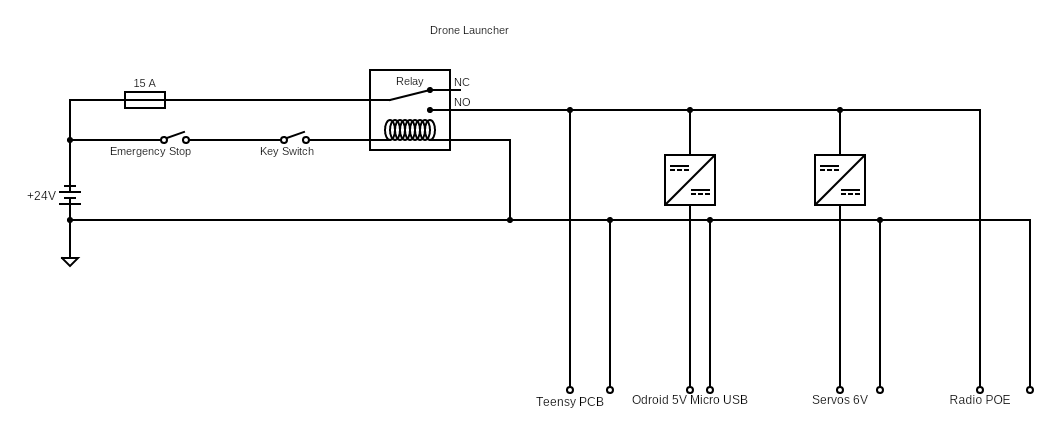 Drone Launcher
15 A
Relay
NC
NO
Emergency Stop
Key Switch
+24V
Teensy PCB
Odroid 5V Micro USB
Servos 6V
Radio POE